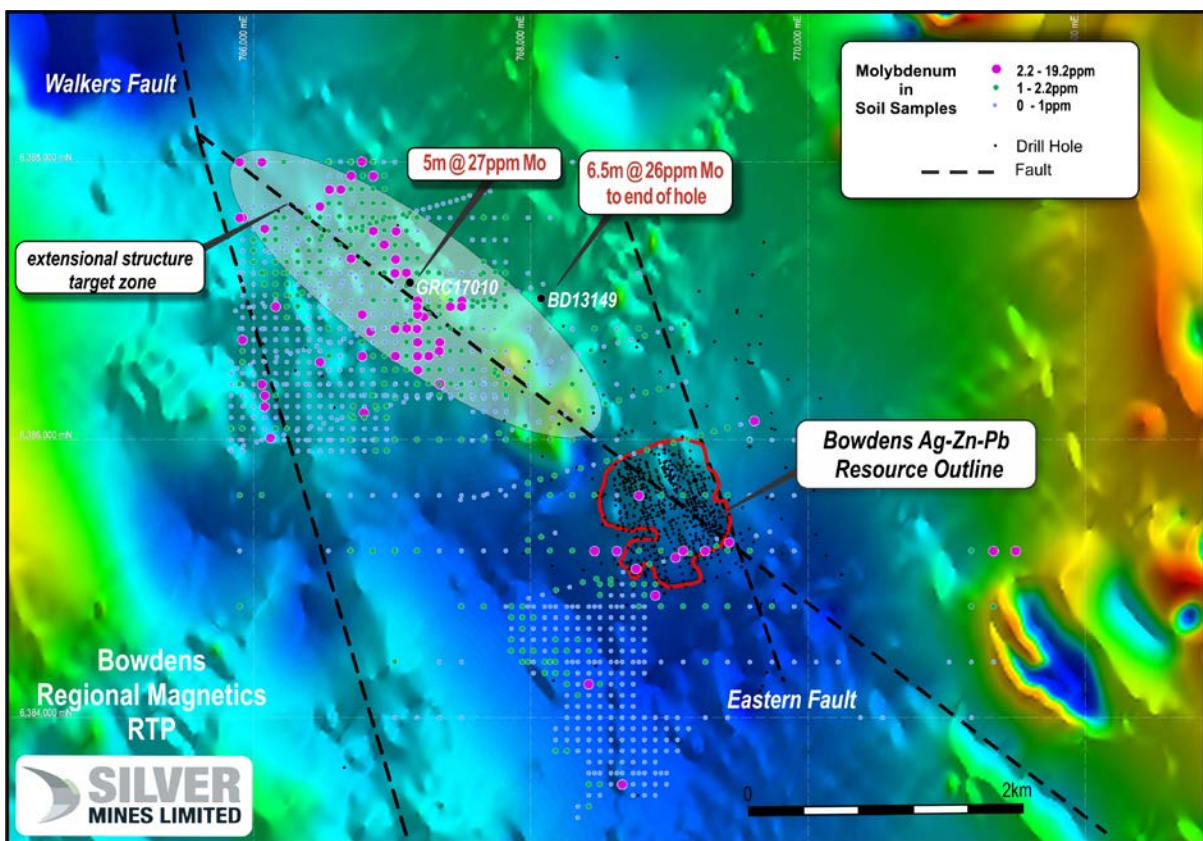 766,000 mE
768,000 mE
770,000 mE
Walkers Fault
Molybdenum
in
Soil Samples
2.2 - 19.2ppm
1 - 2.2ppm
0 - 1ppm
Drill Hole
Fault
6,388,000 mN
5m @ 27ppm Mo
6.5m @ 26ppm Mo
to end of hole
extensional structure
target zone
GRC17010
BD13149
6,386,000 mN
Bowdens Ag-Zn-Pb
Resource Outline
Bowdens
Regional Magnetics
RTP
Eastern Fault
6,384,000 mN
SILVER
MINES LIMITED
0
2km